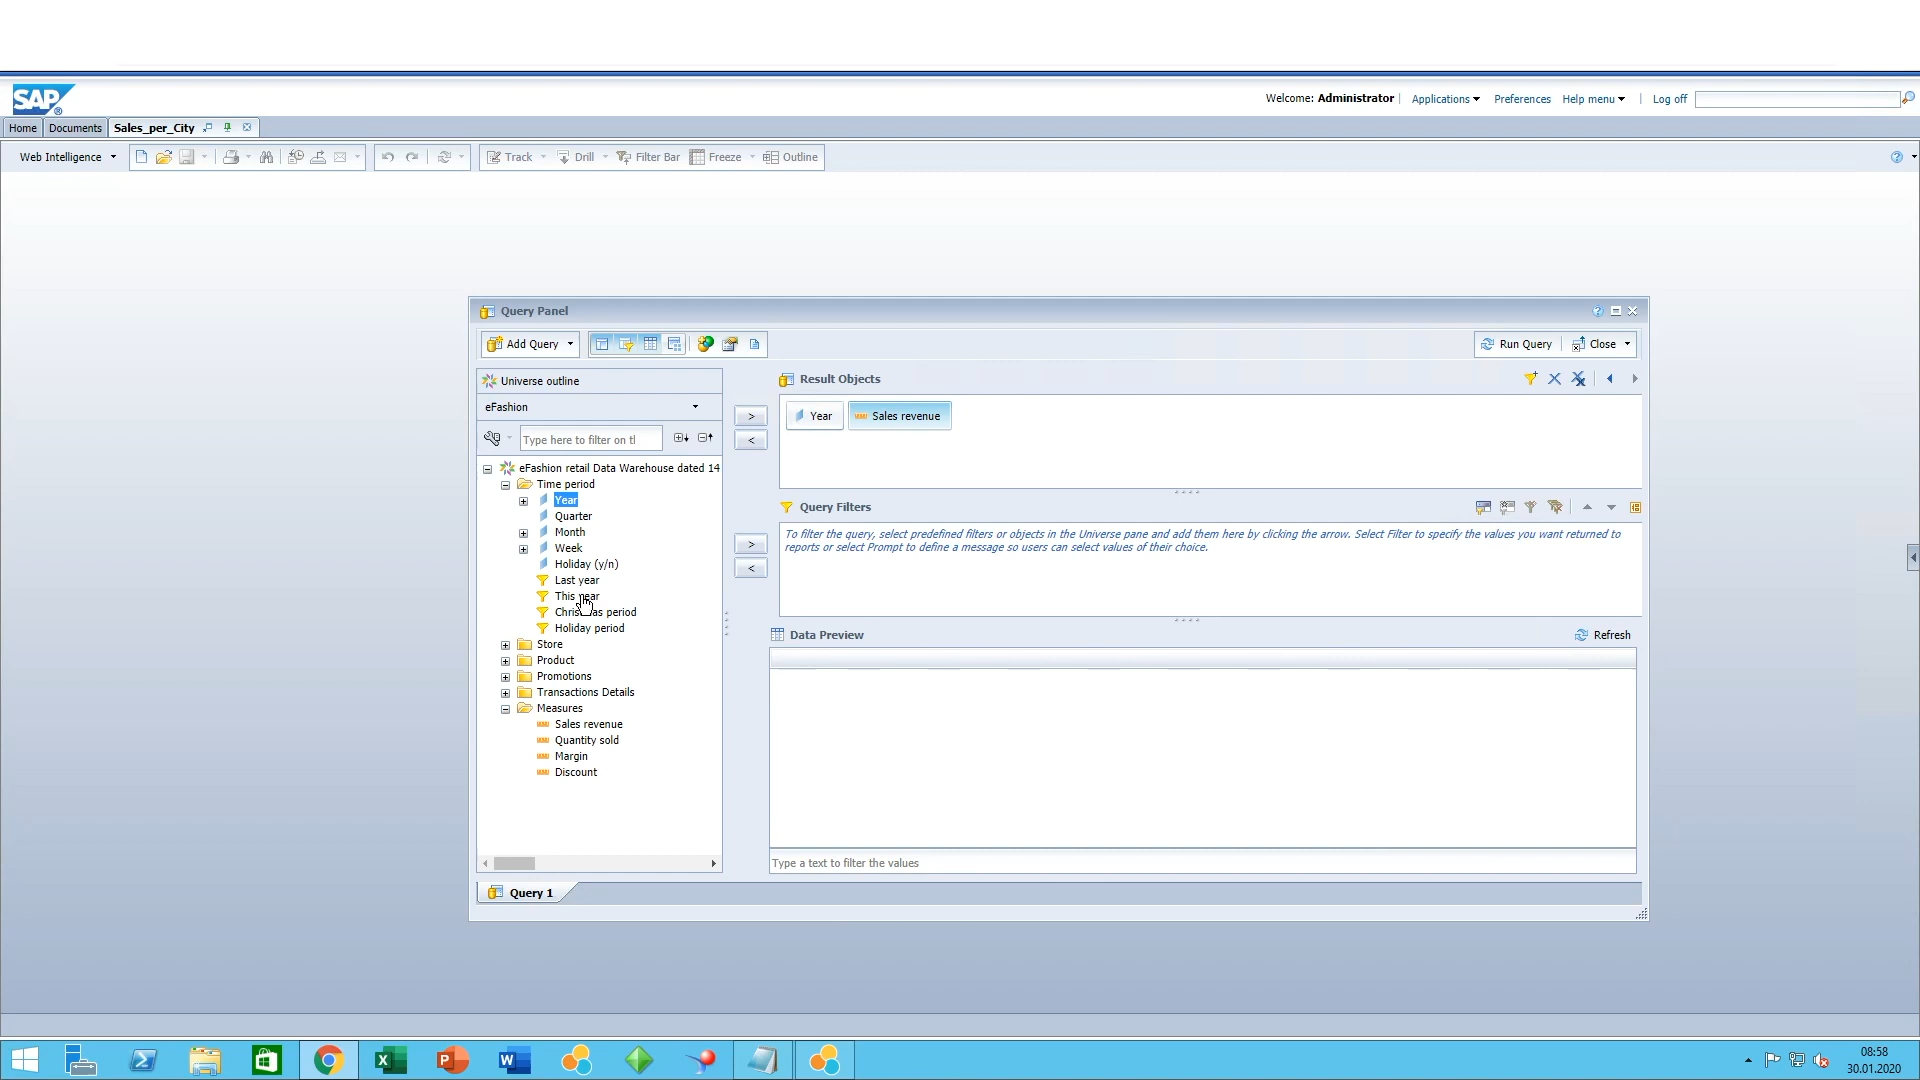 SAP
Welcome: Administrator
Applications
Preferences
Help menu
Log off
Home
Documents
Sales_per_City
Web Intelligence
Track
Drill
Filter Bar
Freeze
Outline
Query Panel
Add Query
Run Query
Close
Universe outline
eFashion
Type here to filter on tl
eFashion retail Data Warehouse dated 14
Time period
Year
Quarter
Month
Week
Holiday (y/n)
Last year
This year
period
Holiday period
Store
Product
Promotions
Transactions Details
Measures
Sales revenue
Quantity sold
Margin
Discount
Result Objects
Year
Sales revenue
Query Filters
To filter the query, select predefined filters or objects in the Universe pane and add them here by clicking the arrow. Select Filter to specify the values you want returned to
reports or select Prompt to define a message so users can select values of their choice.
Data Preview
Refresh
Type a text to filter the values
Query 1
08:58
30.01.2020